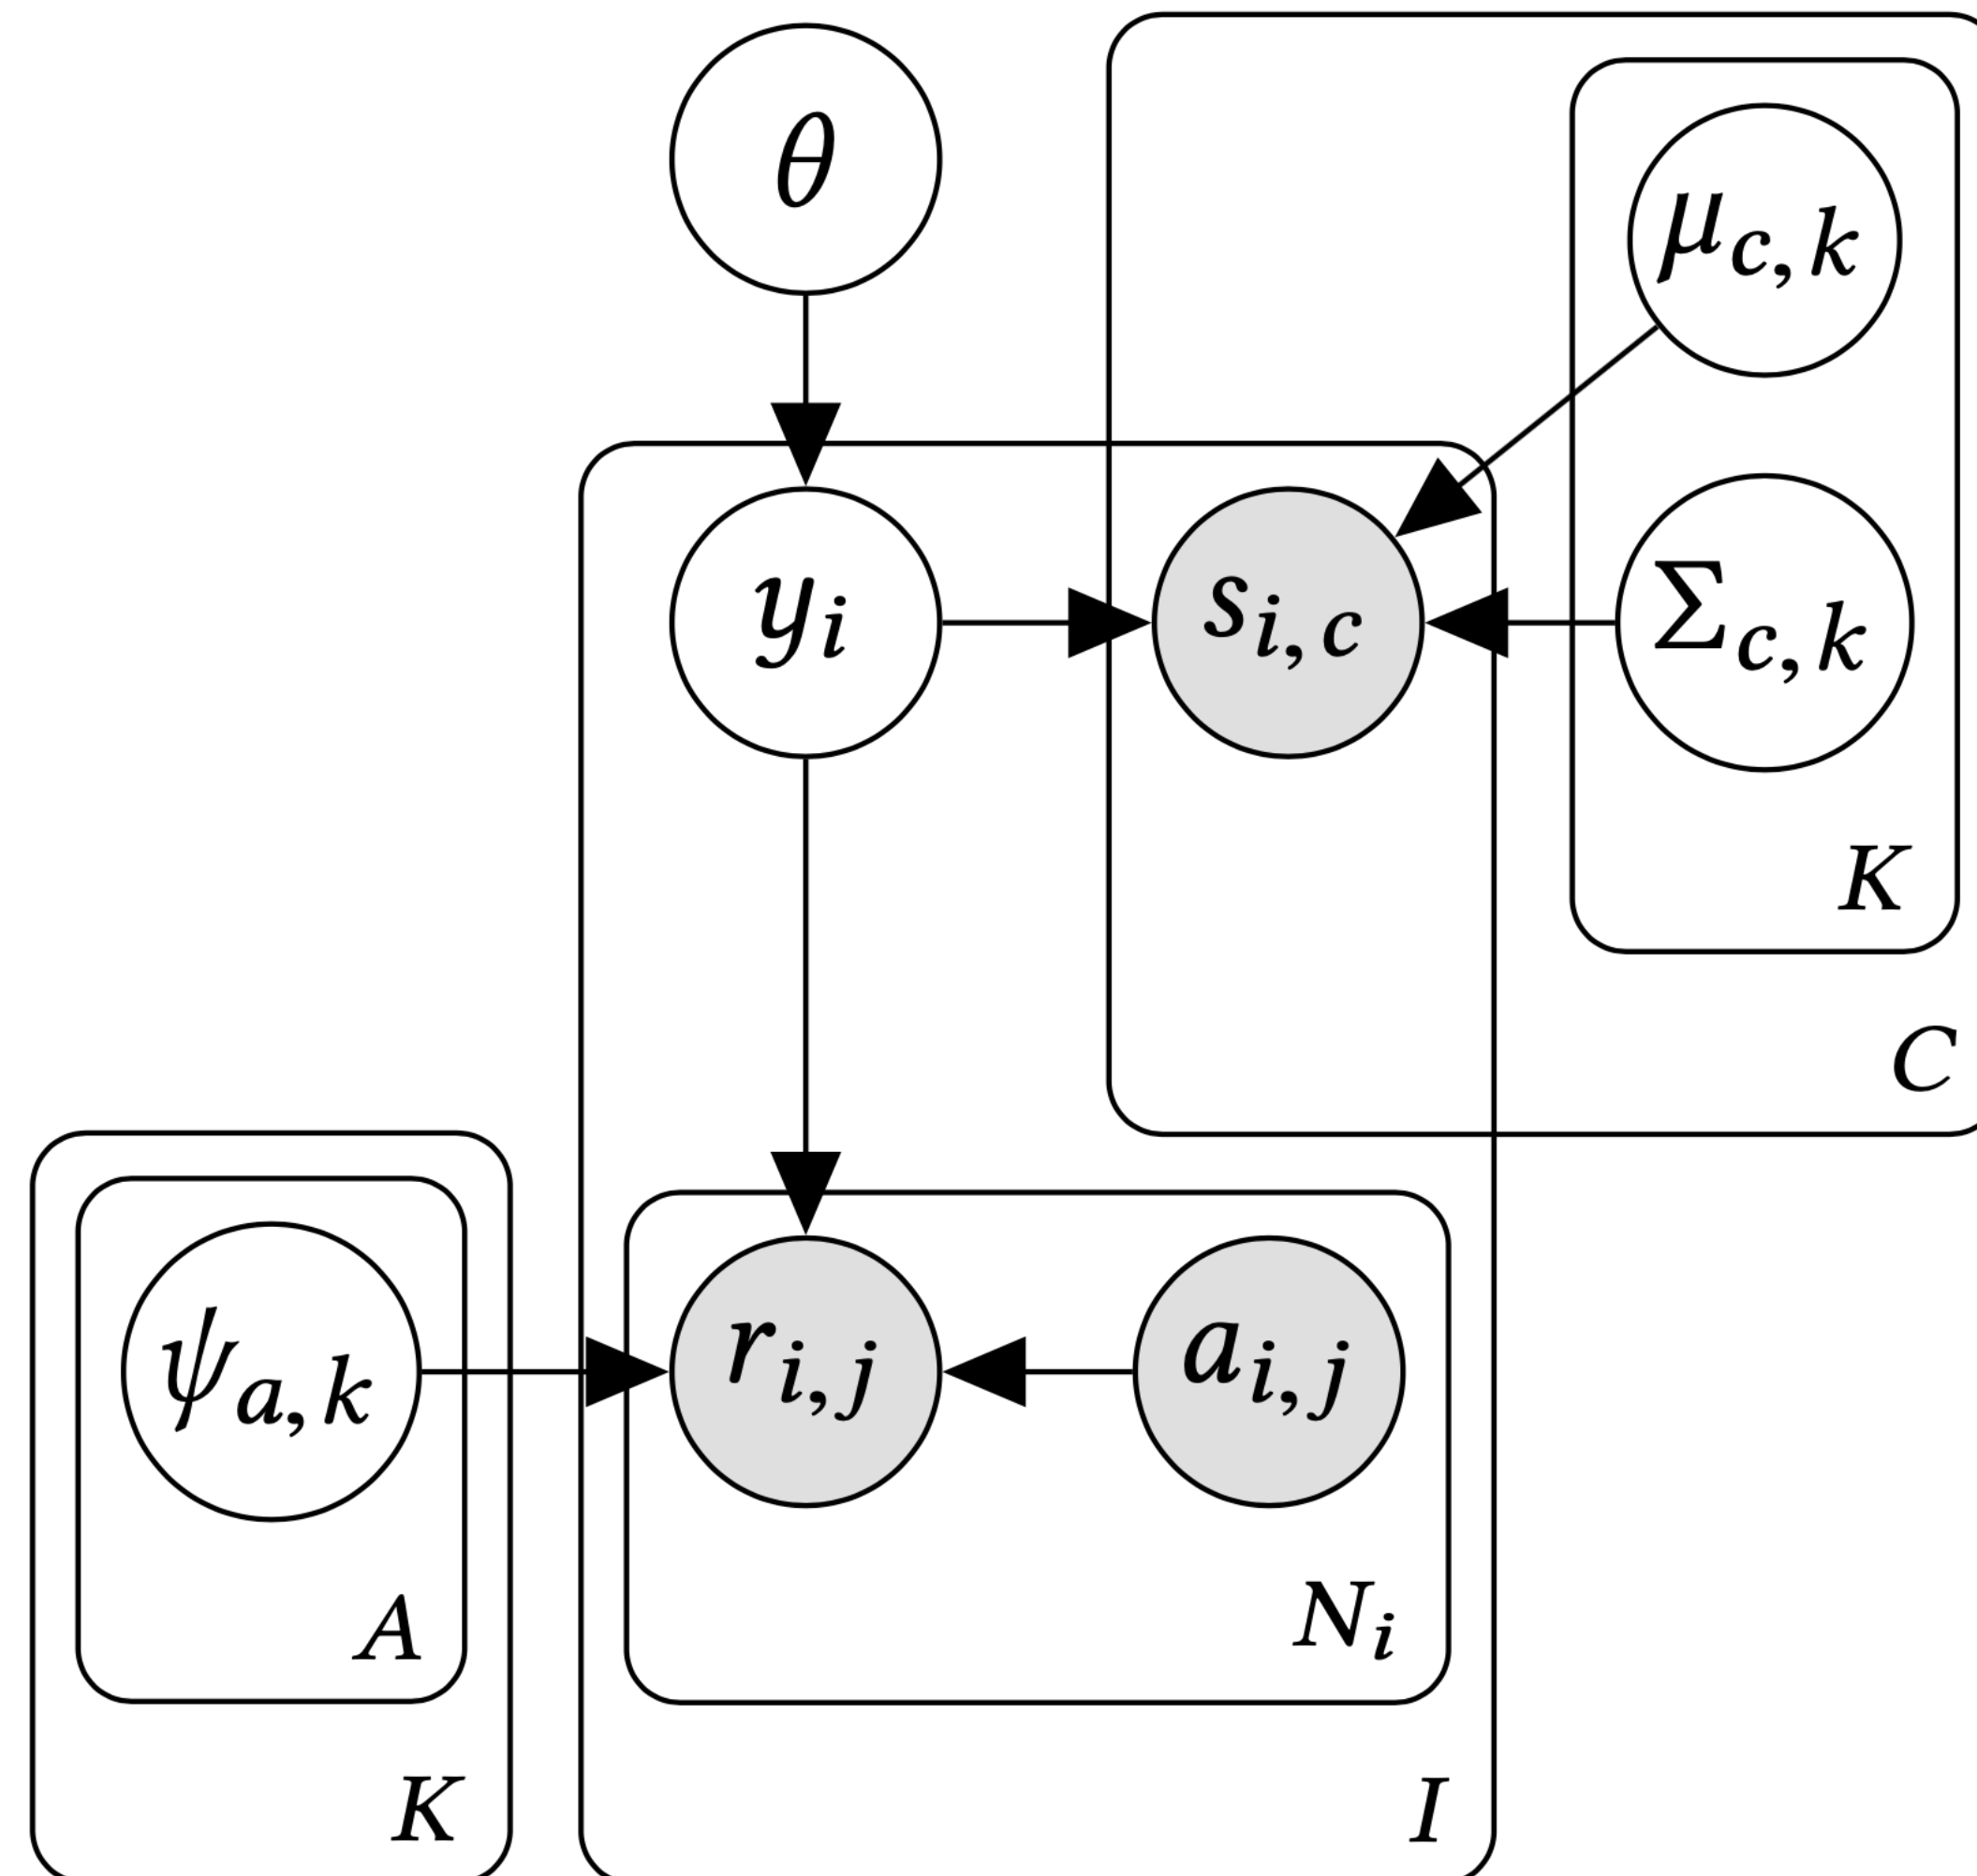 θ
μ_{c,k}
y_i
s_{i,c}
Σ_{c,k}
K
C
ψ_{a,k}
r_{i,j}
a_{i,j}
A
N_i
K
I